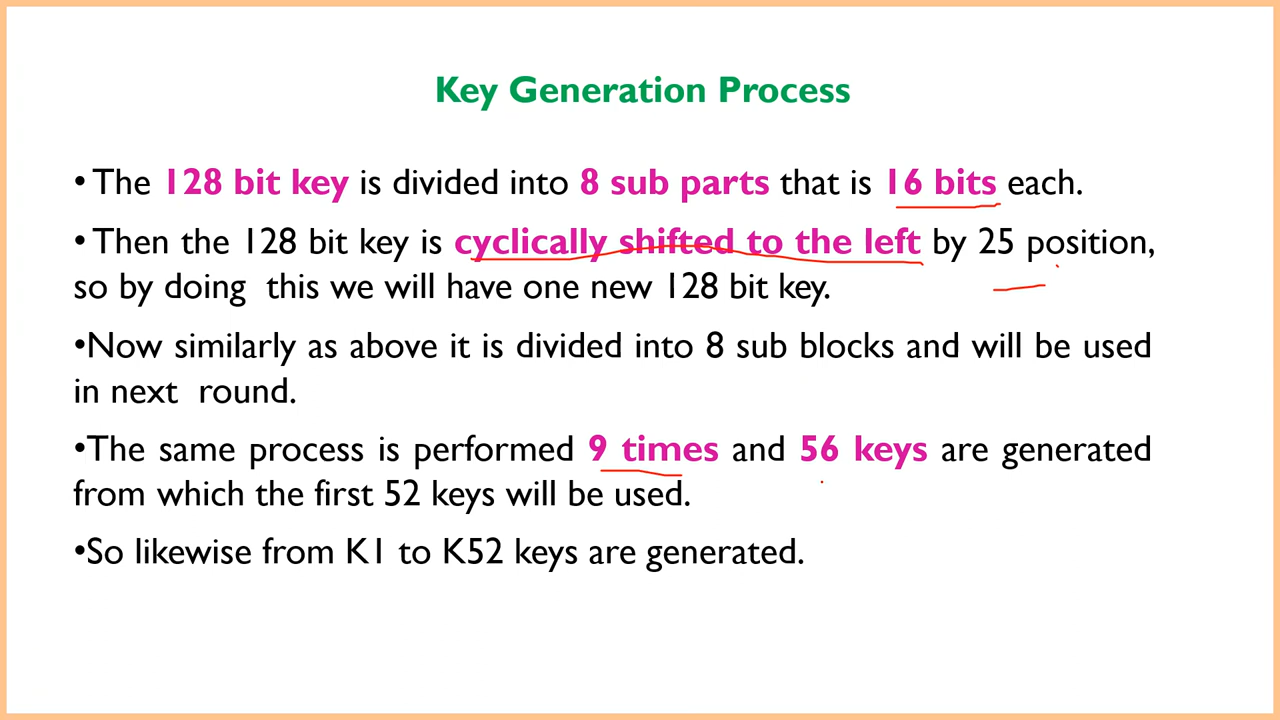 Key Generation Process
• The 128 bit key is divided into 8 sub parts that is 16 bits each.
• Then the 128 bit key is cyclically shifted to the left by 25 position,
so by doing this we will have one new 128 bit key.
•Now similarly as above it is divided into 8 sub blocks and will be used
in next round.
•The same process is performed 9 times and 56 keys are generated
from which the first 52 keys will be used.
•So likewise from K1 to K52 keys are generated.